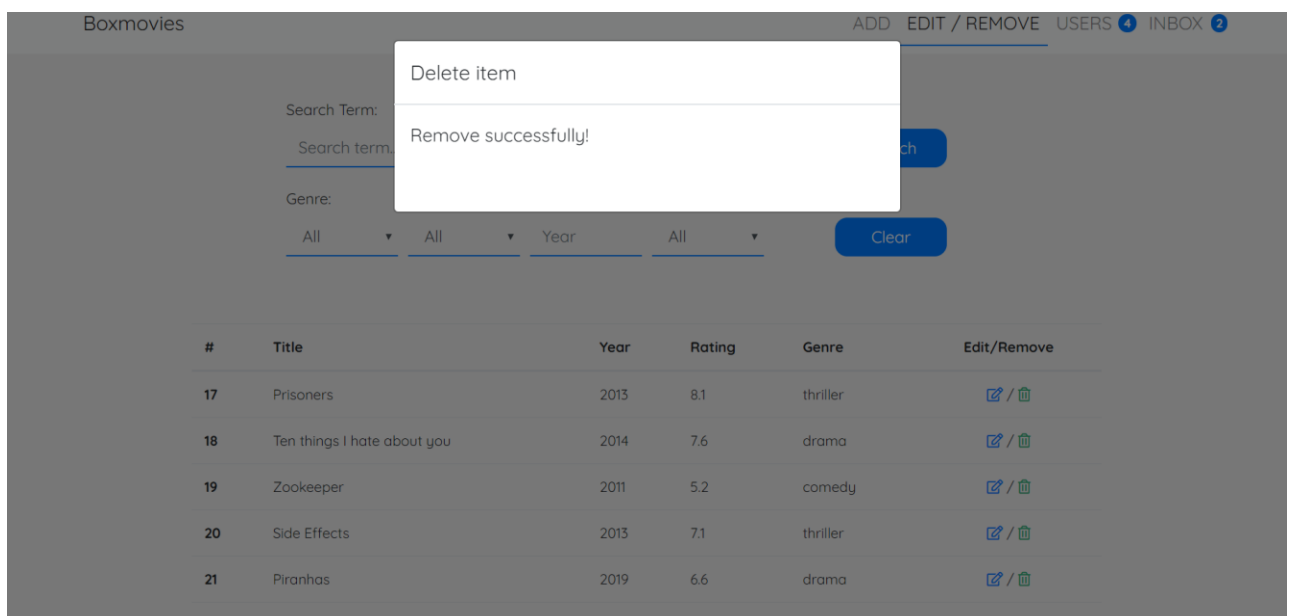 Boxmovies ADD EDIT / REMOVE USERS 4 INBOX 2
Delete item
Search Term:
Remove successfully!
Search term.
ch
Genre:
All All Year All Clear
# Title Year Rating Genre Edit/Remove
17 Prisoners 2013 8.1 thriller /
18 Ten things I hate about you 2014 7.6 drama /
19 Zookeeper 2011 5.2 comedy /
20 Side Effects 2013 7.1 thriller /
21 Piranhas 2019 6.6 drama /